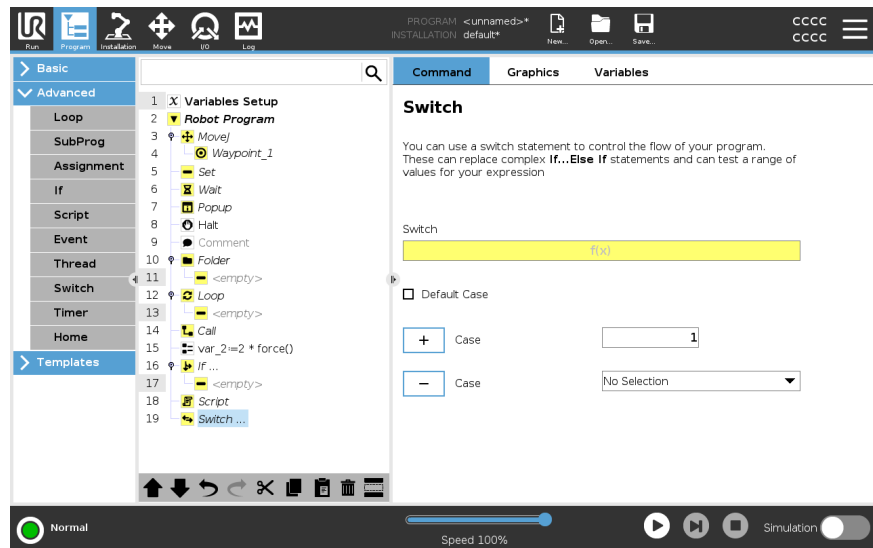 PROGRAM <unnamed>*
INSTALLATION default*
CCCC
CCCC
Run
Program
Installation
Move
I/O
Log
New...
Open...
Save...
Basic
Advanced
Loop
SubProg
Assignment
If
Script
Event
Thread
Switch
Timer
Home
Templates
1 X Variables Setup
2 Robot Program
3 MoveJ
4 Waypoint_1
5 Set
6 Wait
7 Popup
8 Halt
9 Comment
10 Folder
11 <empty>
12 Loop
13 <empty>
14 Call
15 var_2:=2 * force()
16 If ...
17 <empty>
18 Script
19 Switch ...
Command Graphics Variables
Switch
You can use a switch statement to control the flow of your program.
These can replace complex If...Else If statements and can test a range of
values for your expression
Switch
f(x)
Default Case
+ Case 1
− Case No Selection
Normal
Speed 100%
Simulation